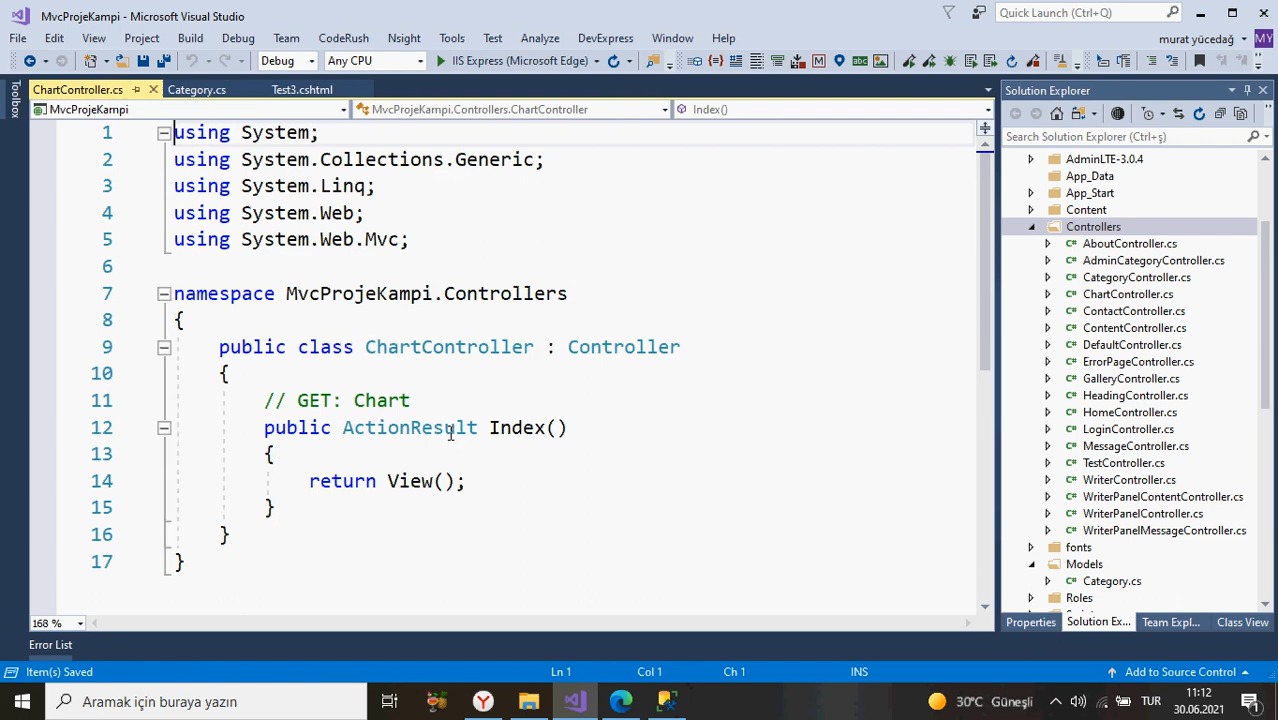 MvcProjeKampi - Microsoft Visual Studio
Quick Launch (Ctrl+Q)
File Edit View Project Build Debug Team CodeRush Nsight Tools Test Analyze DevExpress Window Help
murat yücedağ MY
Debug Any CPU IIS Express (Microsoft Edge)
ChartController.cs Category.cs Test3.cshtml
MvcProjeKampi MvcProjeKampi.Controllers.ChartController Index()
Toolbox
1 using System;
2 using System.Collections.Generic;
3 using System.Linq;
4 using System.Web;
5 using System.Web.Mvc;
6
7 namespace MvcProjeKampi.Controllers
8 {
9 public class ChartController : Controller
10 {
11 // GET: Chart
12 public ActionResult Index()
13 {
14 return View();
15 }
16 }
17 }
168 %
Solution Explorer
Search Solution Explorer (Ctrl+ş)
AdminLTE-3.0.4
App_Data
App_Start
Content
Controllers
C# AboutController.cs
C# AdminCategoryController.cs
C# CategoryController.cs
C# ChartController.cs
C# ContactController.cs
C# ContentController.cs
C# DefaultController.cs
C# ErrorPageController.cs
C# GalleryController.cs
C# HeadingController.cs
C# HomeController.cs
C# LoginController.cs
C# MessageController.cs
C# TestController.cs
C# WriterController.cs
C# WriterPanelContentController.cs
C# WriterPanelController.cs
C# WriterPanelMessageController.cs
fonts
Models
C# Category.cs
Roles
Properties Solution Ex... Team Expl... Class View
Error List
Item(s) Saved Ln 1 Col 1 Ch 1 INS Add to Source Control
Aramak için buraya yazın
30°C Güneşli TUR 11:12
30.06.2021
1